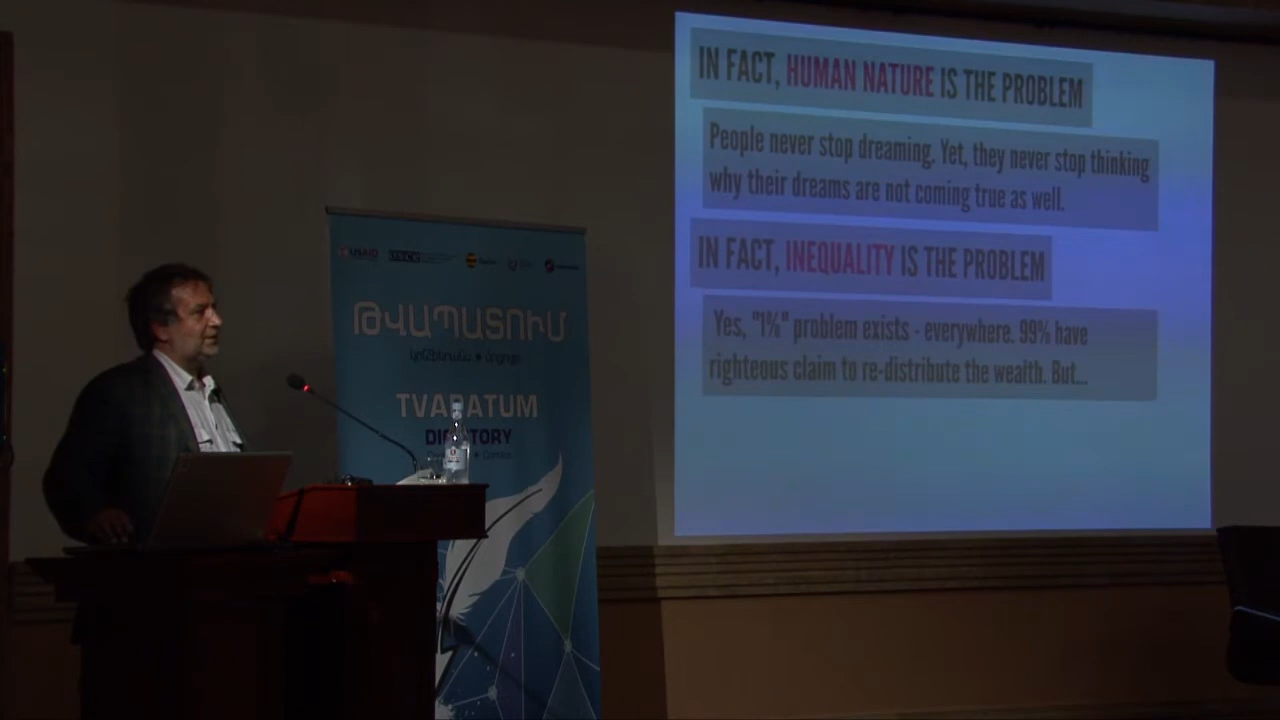 IN FACT, HUMAN NATURE IS THE PROBLEM
People never stop dreaming. Yet, they never stop thinking
why their dreams are not coming true as well.
IN FACT, INEQUALITY IS THE PROBLEM
Yes, "1%" problem exists - everywhere. 99% have
righteous claim to re-distribute the wealth. But...
USAID
OSCE
ԹՎԱՊԱՏՈՒՄ
TVAPATUM